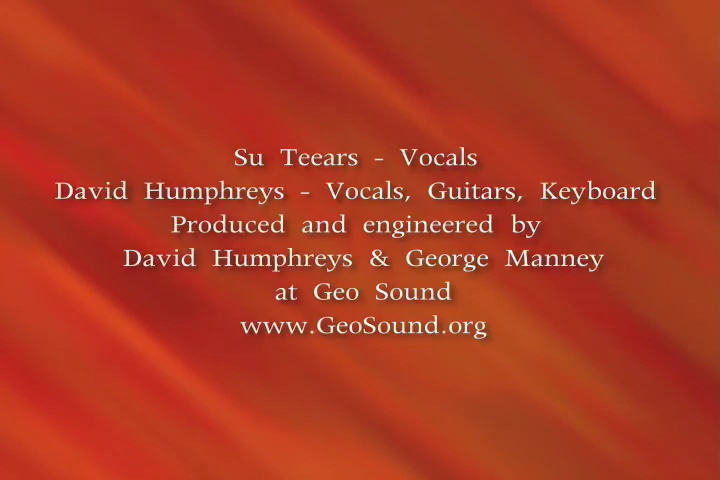 Su Teears - Vocals
David Humphreys - Vocals, Guitars, Keyboard
Produced and engineered by
David Humphreys & George Manney
at Geo Sound
www.GeoSound.org